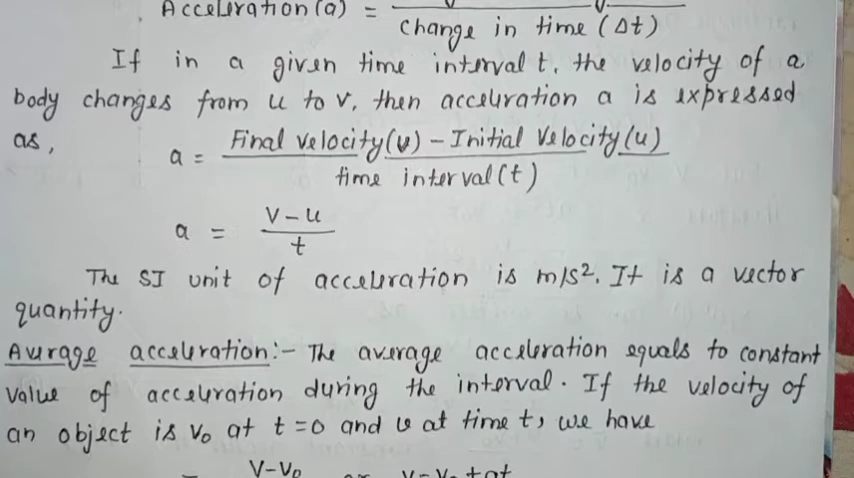 Acceleration (a) =
Change in time (Δt)
If in a given time interval t, the velocity of a
body changes from u to v, then acceleration a is expressed
as,
a = Final velocity (v) - Initial Velocity (u)
time interval (t)
a = v - u
t
The SI unit of acceleration is m/s². It is a vector
quantity.
Average acceleration:- The average acceleration equals to constant
value of acceleration during the interval. If the velocity of
an object is v₀ at t = 0 and v at time t, we have
V-V₀